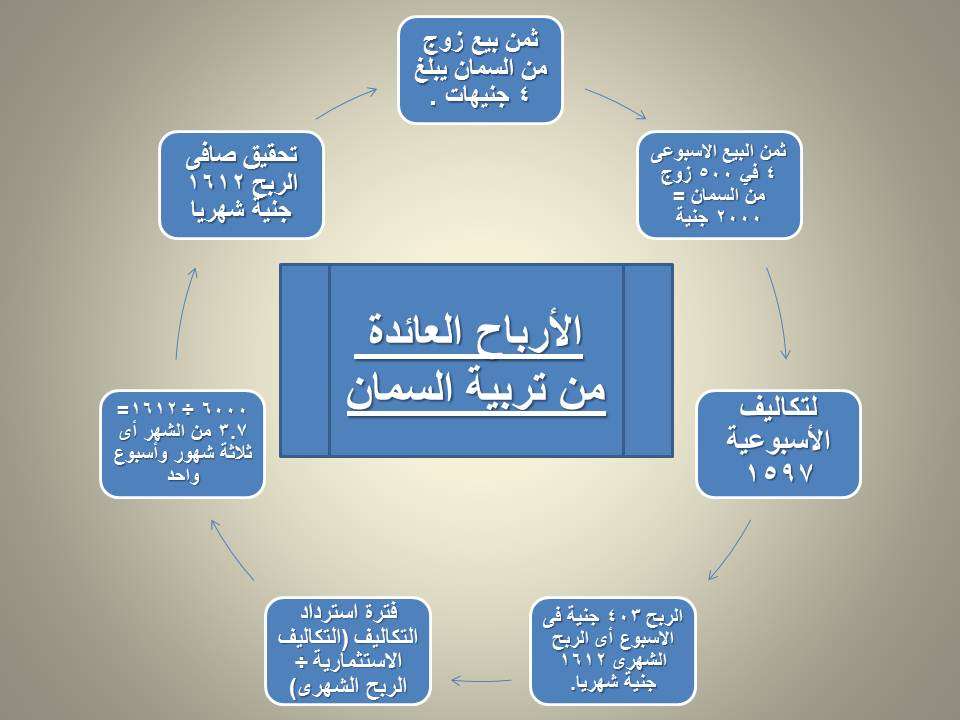 الأرباح العائدة
من تربية السمان
ثمن بيع زوج
من السمان يبلغ
٤ جنيهات .
ثمن البيع الاسبوعى
٤ في ٥٠٠ زوج
من السمان =
٢٠٠٠ جنية
لتكاليف
الأسبوعية
١٥٩٧
الربح ٤٠٣ جنية فى
الاسبوع أى الربح
الشهرى ١٦١٢
جنية شهريا.
فترة استرداد
التكاليف (التكاليف
الاستثمارية ÷
الربح الشهرى)
٦٠٠٠ ÷ ١٦١٢=
٣.٧ من الشهر أى
ثلاثة شهور وأسبوع
واحد
تحقيق صافى
الربح ١٦١٢
جنية شهريا